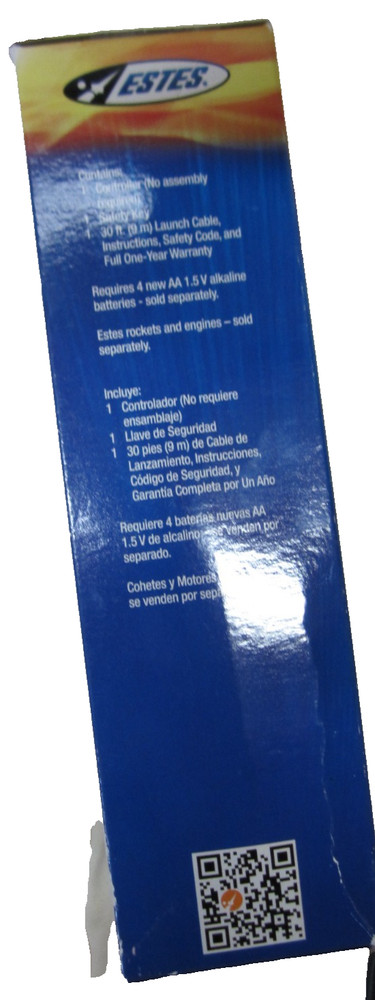 ESTES
Contains:
1 Controller (No assembly
required)
1 Safety Key
1 30 ft. (9 m) Launch Cable,
Instructions, Safety Code, and
Full One-Year Warranty
Requires 4 new AA 1.5 V alkaline
batteries - sold separately.
Estes rockets and engines – sold
separately.
Incluye:
1 Controlador (No requiere
ensamblaje)
1 Llave de Seguridad
1 30 pies (9 m) de Cable de
Lanzamiento, Instrucciones,
Código de Seguridad, y
Garantía Completa por Un Año
Requiere 4 baterías nuevas AA
1.5 V de alcalino venden por
separado.
Cohetes y Motores
se venden por